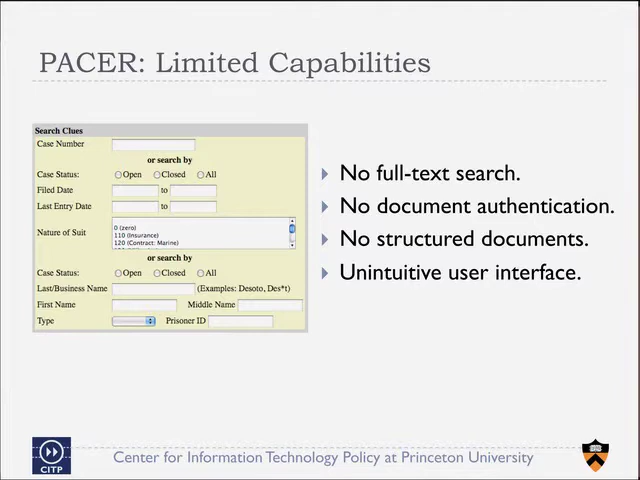 PACER: Limited Capabilities
Search Clues
Case Number
or search by
Case Status: Open Closed All
Filed Date to
Last Entry Date to
Nature of Suit
0 (zero)
110 (Insurance)
120 (Contract: Marine)
or search by
Case Status: Open Closed All
Last/Business Name (Examples: Desoto, Des*t)
First Name Middle Name
Type Prisoner ID
No full-text search.
No document authentication.
No structured documents.
Unintuitive user interface.
CITP
Center for Information Technology Policy at Princeton University